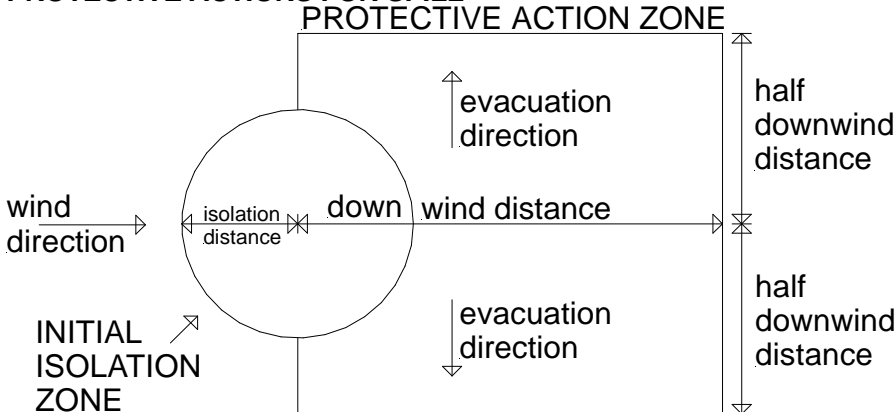 PROTECTIVE ACTION ZONE
evacuation
direction
half
downwind
distance
wind
direction
isolation
distance
down wind distance
INITIAL
ISOLATION
ZONE
evacuation
direction
half
downwind
distance